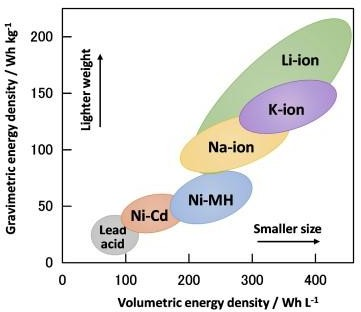 Gravimetric energy density / Wh kg⁻¹
200
150
100
50
0
Lighter weight
Li-ion
K-ion
Na-ion
Ni-MH
Ni-Cd
Lead
acid
Smaller size
0 100 200 300 400
Volumetric energy density / Wh L⁻¹